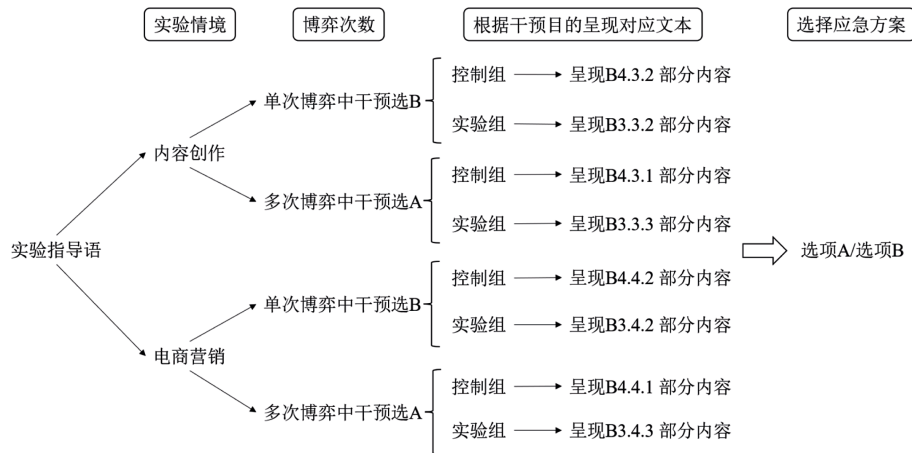 实验情境
博弈次数
根据干预目的呈现对应文本
选择应急方案
控制组
呈现B4.3.2 部分内容
单次博弈中干预选B
实验组
呈现B3.3.2 部分内容
内容创作
控制组
呈现B4.3.1 部分内容
多次博弈中干预选A
实验组
呈现B3.3.3 部分内容
实验指导语
选项A/选项B
控制组
呈现B4.4.2 部分内容
单次博弈中干预选B
实验组
呈现B3.4.2 部分内容
电商营销
控制组
呈现B4.4.1 部分内容
多次博弈中干预选A
实验组
呈现B3.4.3 部分内容